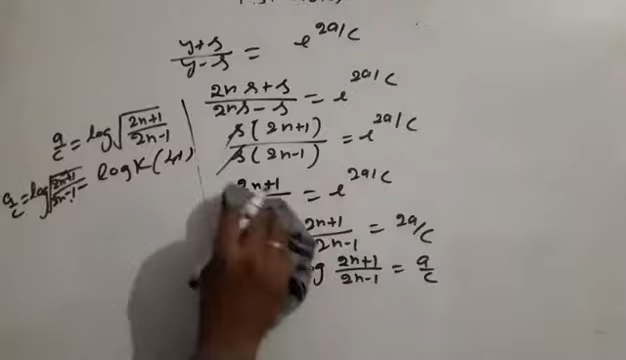 y+s/y-s = e^2a/c
2ns+s/2ns-s = e^2a/c
s(2n+1)/s(2n-1) = e^2a/c
2n+1 = e^2a/c
2n+1/2n-1 = 2a/c
2n+1/2n-1 = a/c
a/c = log√2n+1/2n-1
a/c = log√2n+1/2n-1 = log k